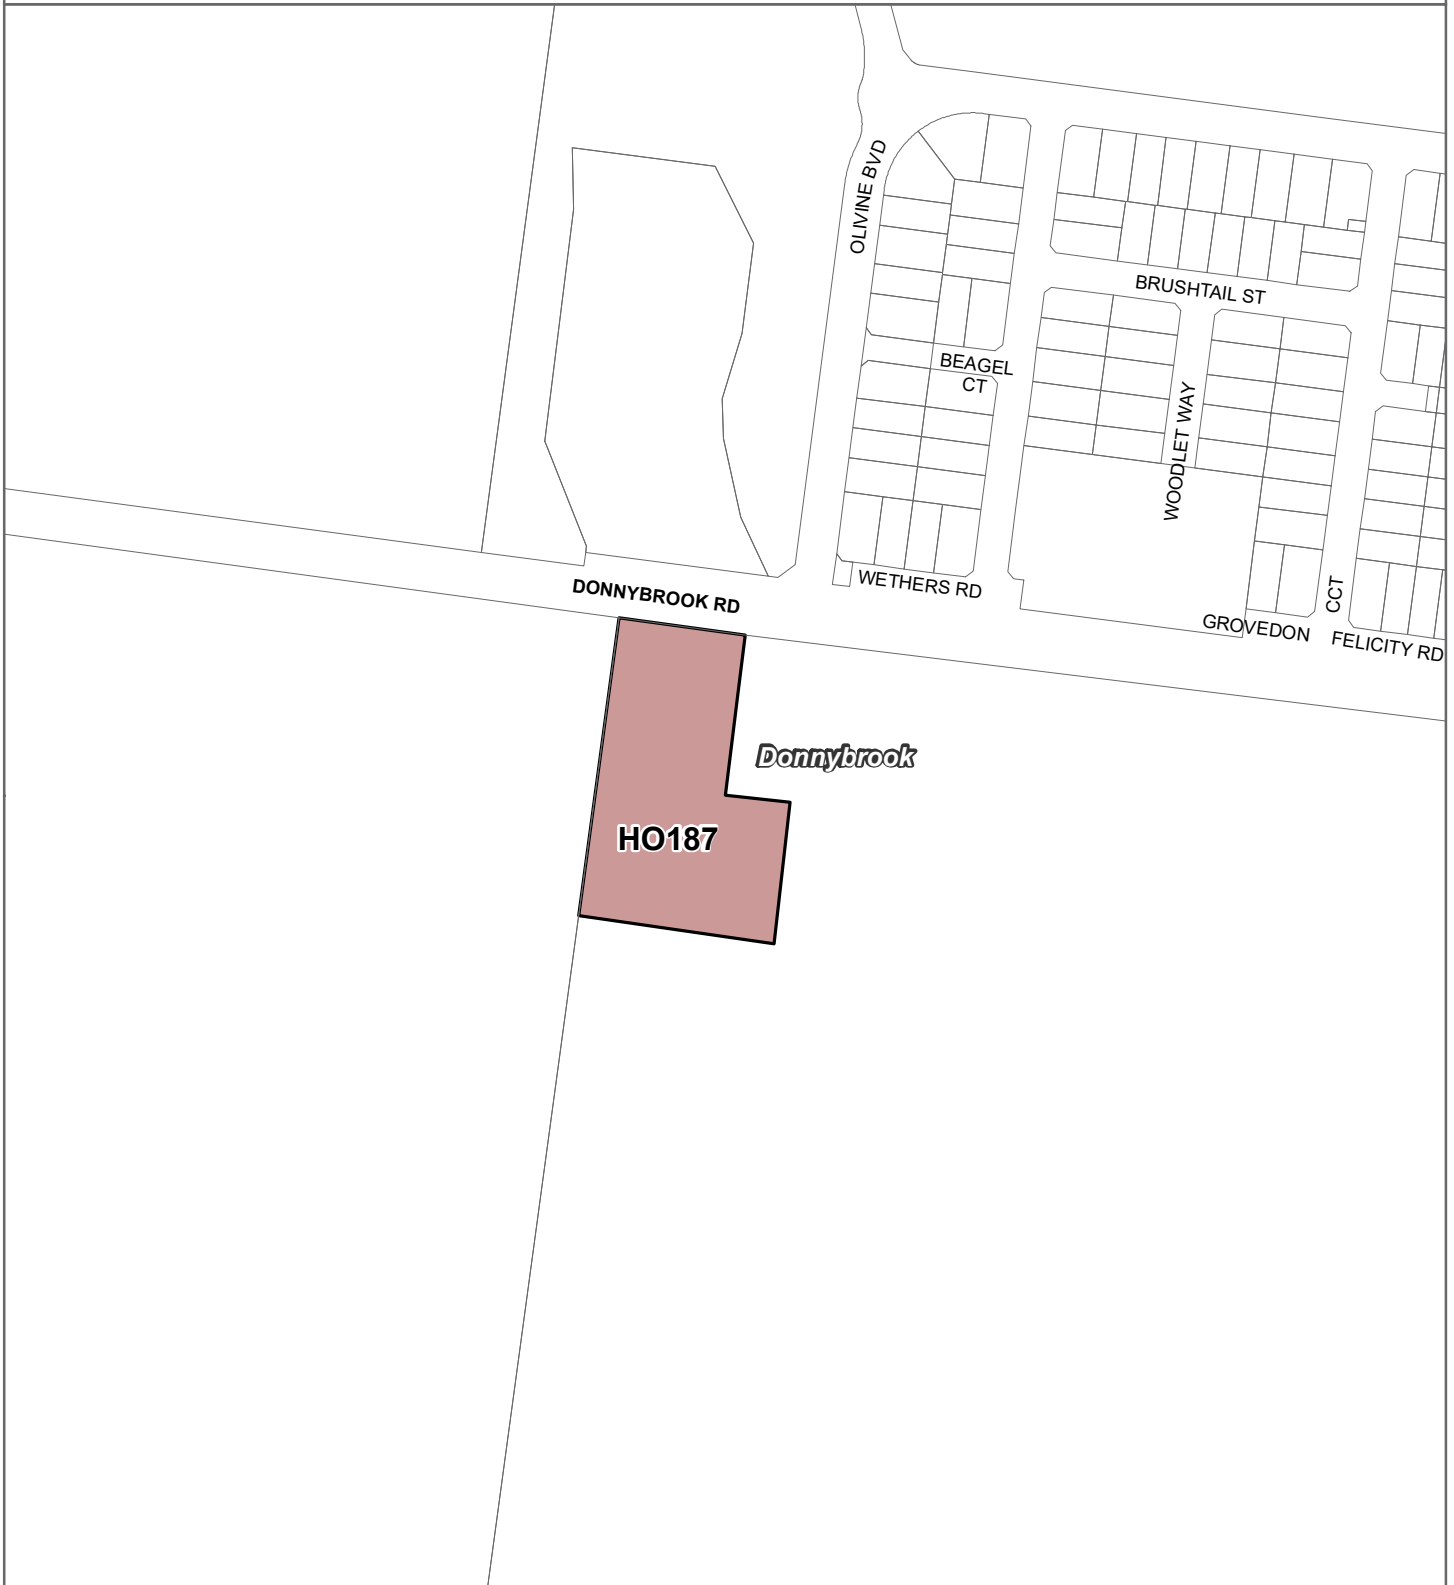 OLIVINE BVD
BRUSHTAIL ST
BEAGEL
CT
WOODLET WAY
DONNYBROOK RD
WETHERS RD
CCT
GROVEDON
FELICITY RD
Donnybrook
HO187